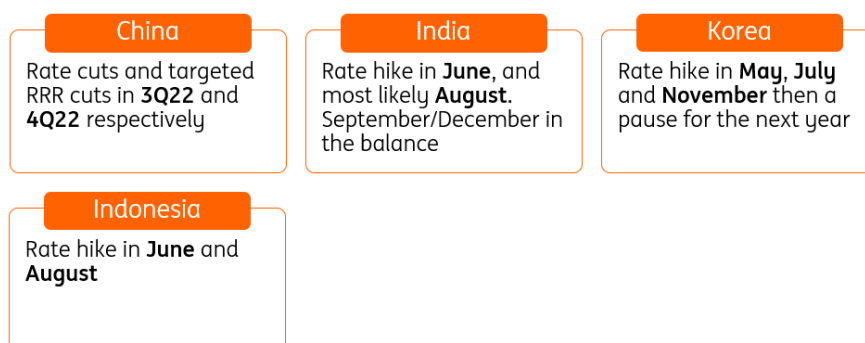 China
Rate cuts and targeted
RRR cuts in 3Q22 and
4Q22 respectively
India
Rate hike in June, and
most likely August.
September/December in
the balance
Korea
Rate hike in May, July
and November then a
pause for the next year
Indonesia
Rate hike in June and
August